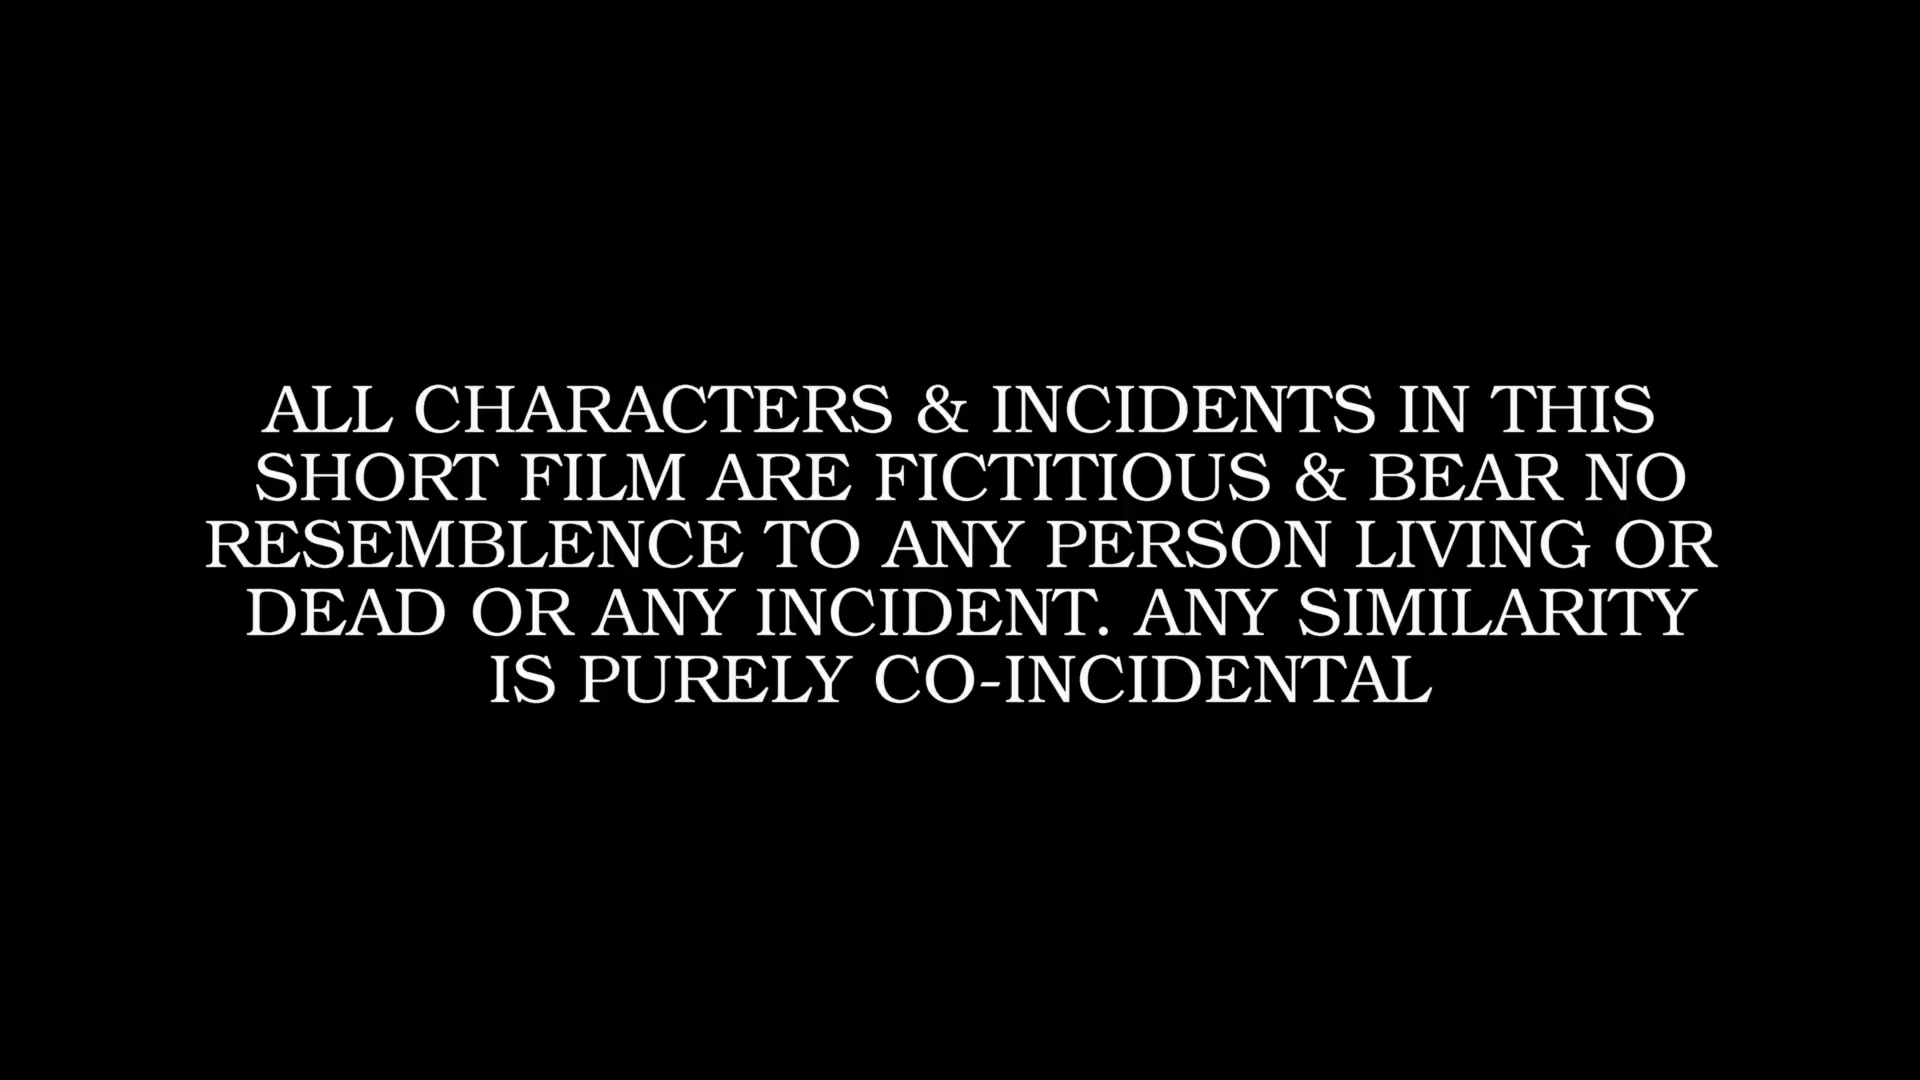 ALL CHARACTERS & INCIDENTS IN THIS
SHORT FILM ARE FICTITIOUS & BEAR NO
RESEMBLENCE TO ANY PERSON LIVING OR
DEAD OR ANY INCIDENT. ANY SIMILARITY
IS PURELY CO-INCIDENTAL